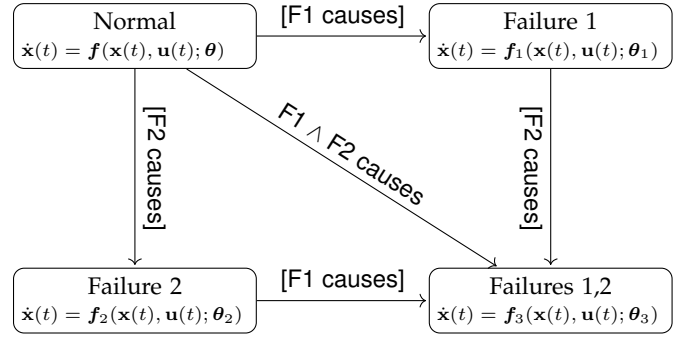 Normal
ẋ(t) = f(x(t), u(t); θ)
[F1 causes]
Failure 1
ẋ(t) = f₁(x(t), u(t); θ₁)
[F2 causes]
F1 ∧ F2 causes
[F2 causes]
Failure 2
ẋ(t) = f₂(x(t), u(t); θ₂)
[F1 causes]
Failures 1,2
ẋ(t) = f₃(x(t), u(t); θ₃)